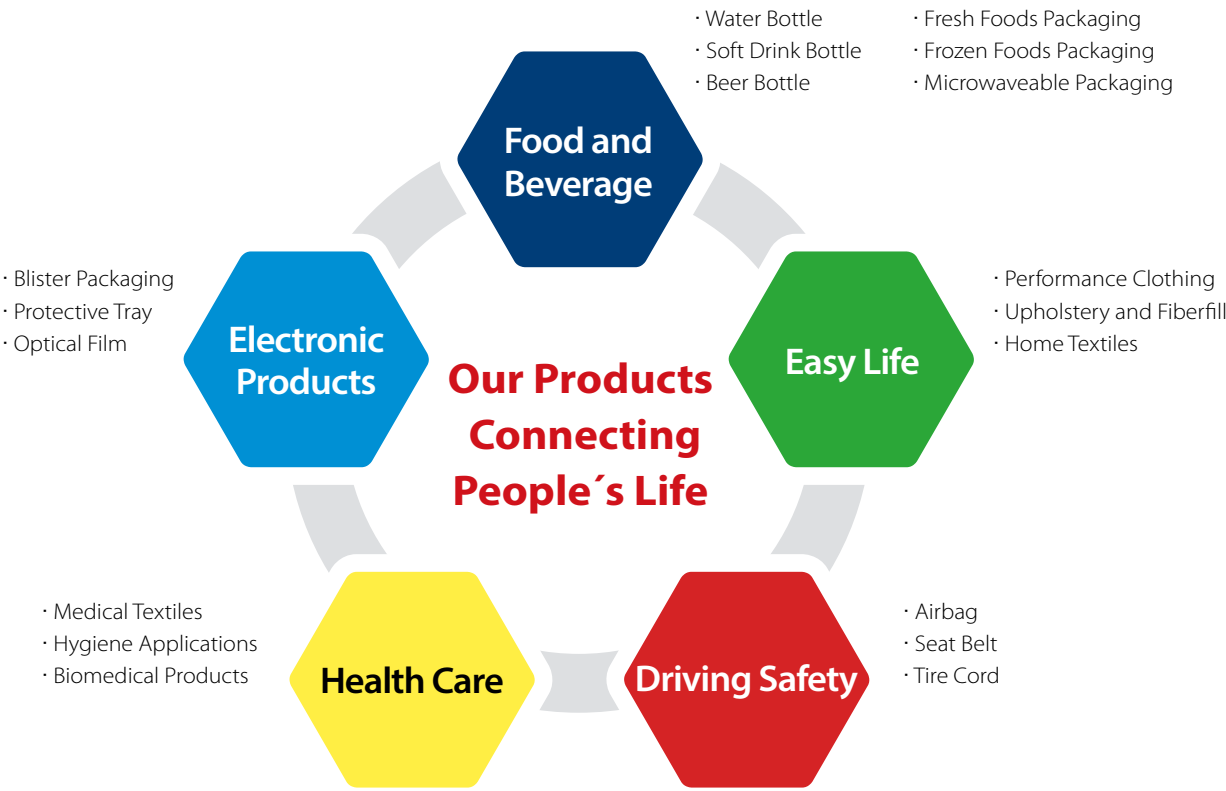 · Water Bottle
· Soft Drink Bottle
· Beer Bottle
· Fresh Foods Packaging
· Frozen Foods Packaging
· Microwaveable Packaging
Food and
Beverage
· Blister Packaging
· Protective Tray
· Optical Film
Electronic
Products
Our Products
Connecting
People´s Life
Easy Life
· Performance Clothing
· Upholstery and Fiberfill
· Home Textiles
· Medical Textiles
· Hygiene Applications
· Biomedical Products
Health Care
Driving Safety
· Airbag
· Seat Belt
· Tire Cord